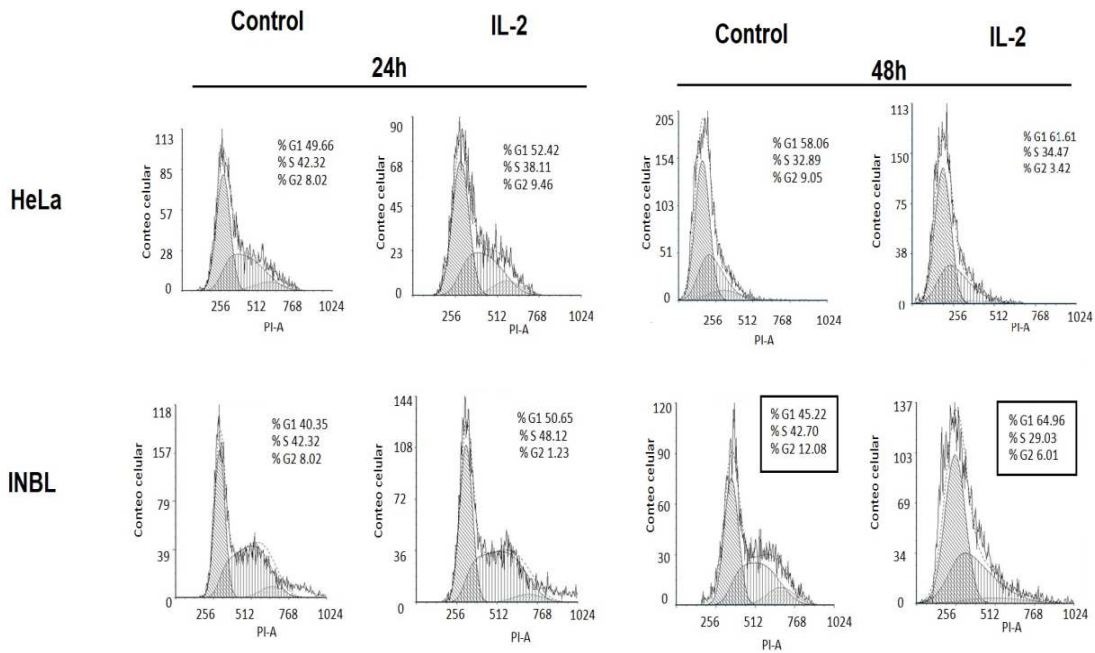 Control IL-2 Control IL-2
24h 48h
HeLa
113
85
57
28
0
Conteo celular
% G1 49.66
% S 42.32
% G2 8.02
256 512 768 1024
PI-A
90
68
45
23
0
Conteo celular
% G1 52.42
% S 38.11
% G2 9.46
256 512 768 1024
PI-A
205
154
103
51
0
Conteo celular
% G1 58.06
% S 32.89
% G2 9.05
256 512 768 1024
PI-A
113
150
75
38
0
Conteo celular
% G1 61.61
% S 34.47
% G2 3.42
256 512 768 1024
PI-A
INBL
118
157
79
39
0
Conteo celular
% G1 40.35
% S 42.32
% G2 8.02
256 512 768 1024
PI-A
144
108
72
36
0
Conteo celular
% G1 50.65
% S 48.12
% G2 1.23
256 512 768 1024
PI-A
120
90
60
30
0
Conteo celular
% G1 45.22
% S 42.70
% G2 12.08
256 512 768 1024
PI-A
137
103
69
34
0
Conteo celular
% G1 64.96
% S 29.03
% G2 6.01
256 512 768 1024
PI-A